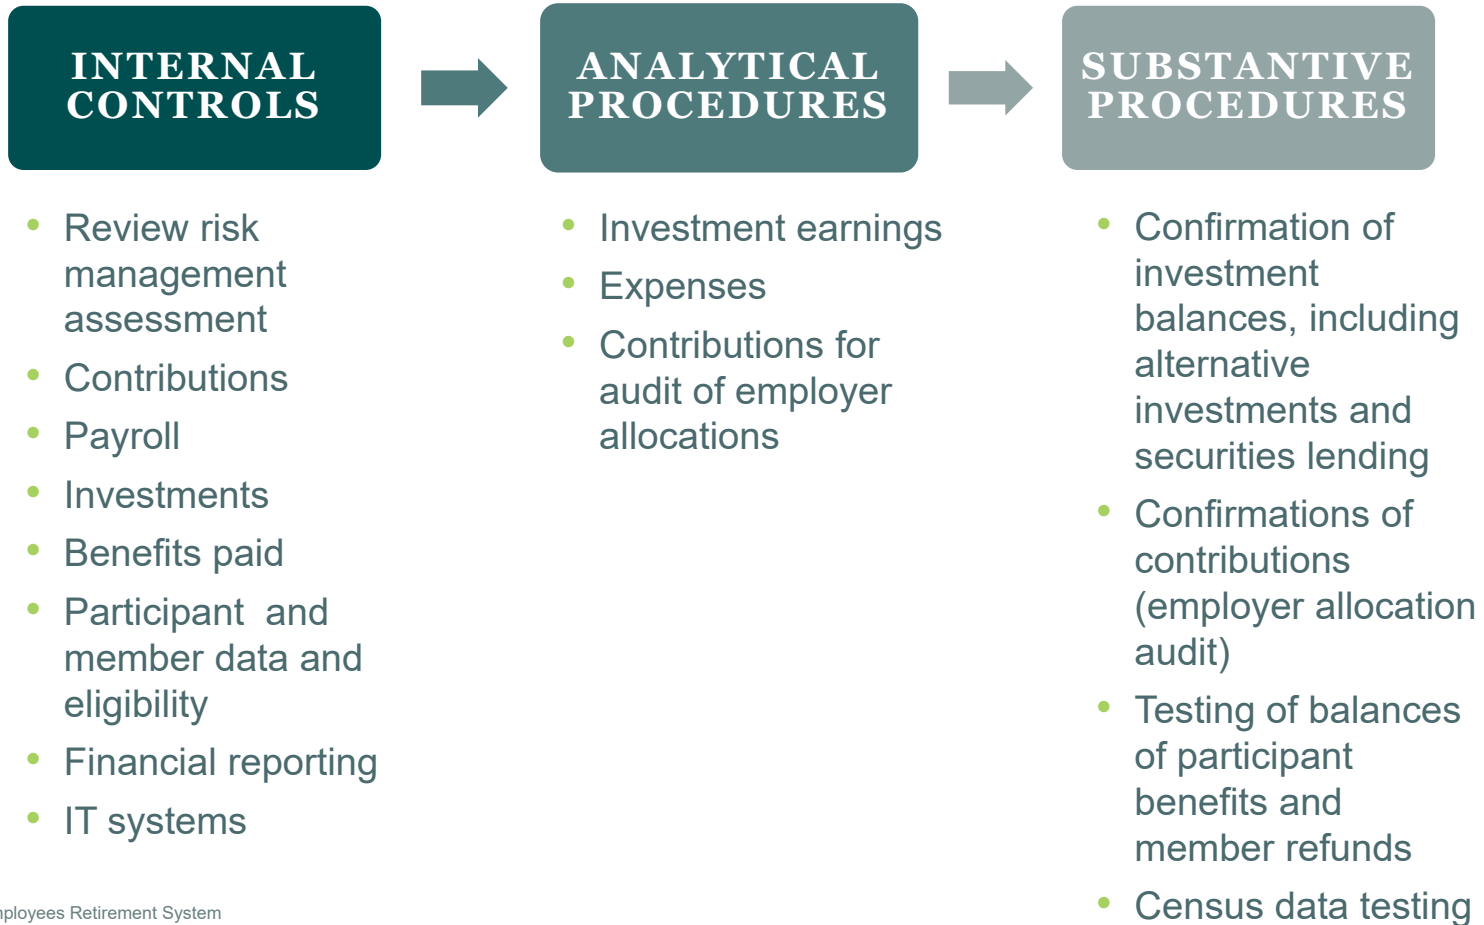 INTERNAL
CONTROLS
ANALYTICAL
PROCEDURES
SUBSTANTIVE
PROCEDURES
• Review risk
management
assessment
• Contributions
• Payroll
• Investments
• Benefits paid
• Participant  and
member data and
eligibility
• Financial reporting
• IT systems
• Investment earnings
• Expenses
• Contributions for
audit of employer
allocations
• Confirmation of
investment
balances, including
alternative
investments and
securities lending
• Confirmations of
contributions
(employer allocation
audit)
• Testing of balances
of participant
benefits and
member refunds
• Census data testing
Retirement System